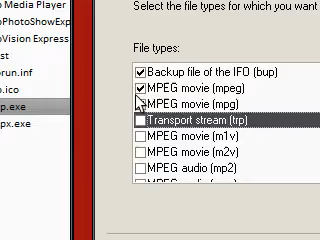 Media Player
Select the file types for which you want
PhotoShowExp
Vision Express
File types:
Backup file of the IFO (bup)
MPEG movie (mpeg)
MPEG movie (mpg)
Transport stream (trp)
MPEG movie (m1v)
MPEG movie (m2v)
MPEG audio (mp2)
st
run.inf
.ico
p.exe
px.exe